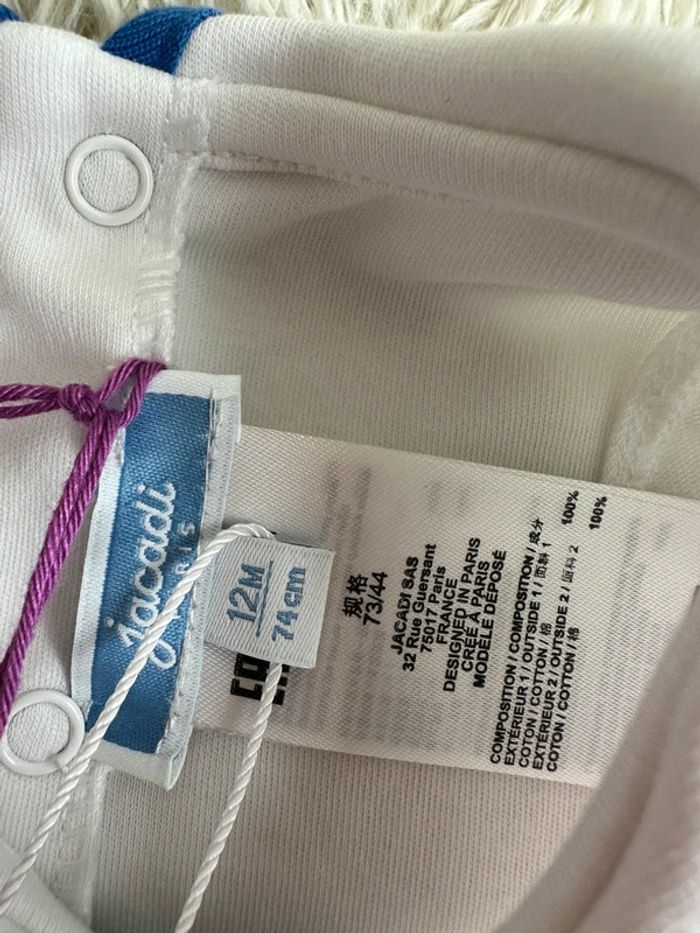 jacadi
12M
74cm
规格
73/44
JACADI SAS
32 Rue Guersant
75017 Paris
FRANCE
DESIGNED IN PARIS
CRÉE À PARIS
MODÈLE DÉPOSÉ
COMPOSITION / COMPOSITION / 成分
EXTÉRIEUR 1 / OUTSIDE 1 / 面料 1
COTON / COTTON / 棉 100%
EXTÉRIEUR 2 / OUTSIDE 2 / 面料 2
COTON / COTTON / 棉 100%